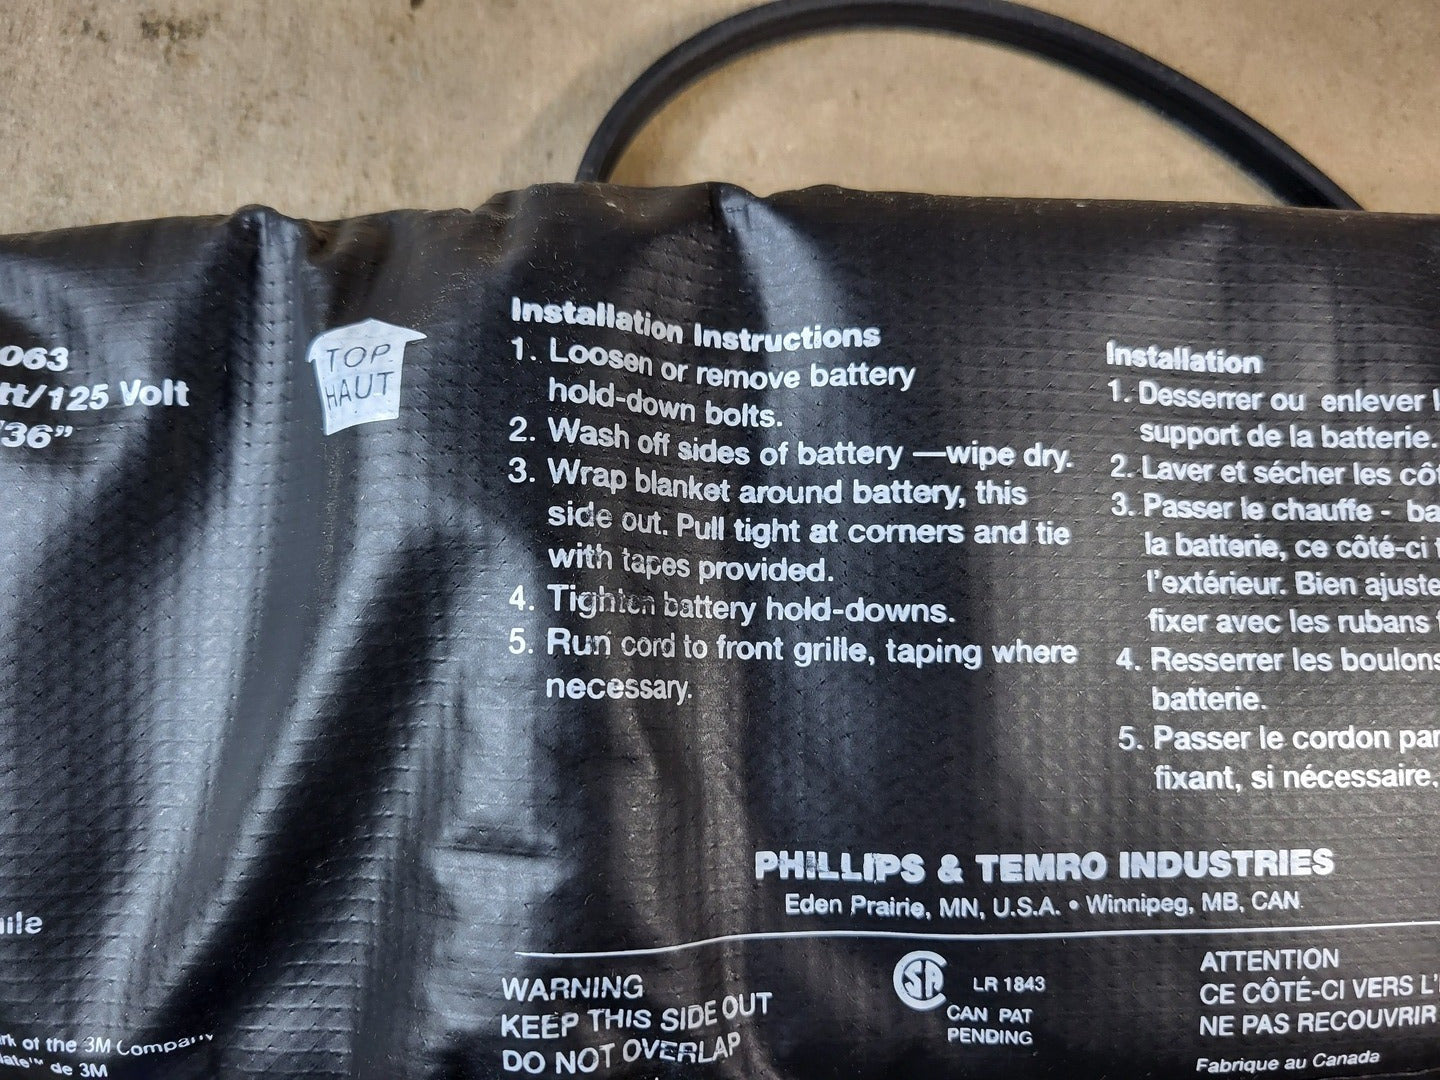 063
tt/125 Volt
36”
TOP
HAUT
Installation Instructions
1. Loosen or remove battery
hold-down bolts.
2. Wash off sides of battery —wipe dry.
3. Wrap blanket around battery, this
side out. Pull tight at corners and tie
with tapes provided.
4. Tighten battery hold-downs.
5. Run cord to front grille, taping where
necessary.
Installation
1. Desserrer ou enlever
support de la batterie.
2. Laver et sécher les
3. Passer le chauffe -
la batterie, ce côté-ci
l'extérieur. Bien
fixer avec les rubans
4. Resserrer les boulons
batterie.
5. Passer le cordon
fixant, si nécessaire,
PHILLIPS & TEMRO INDUSTRIES
Eden Prairie, MN, U.S.A. • Winnipeg, MB, CAN.
WARNING
KEEP THIS SIDE OUT
DO NOT OVERLAP
LR 1843
CAN PAT
PENDING
ATTENTION
CE CÔTÉ-CI VERS
NE PAS RECOUVRIR
Fabrique au Canada
of the 3M Company
de 3M